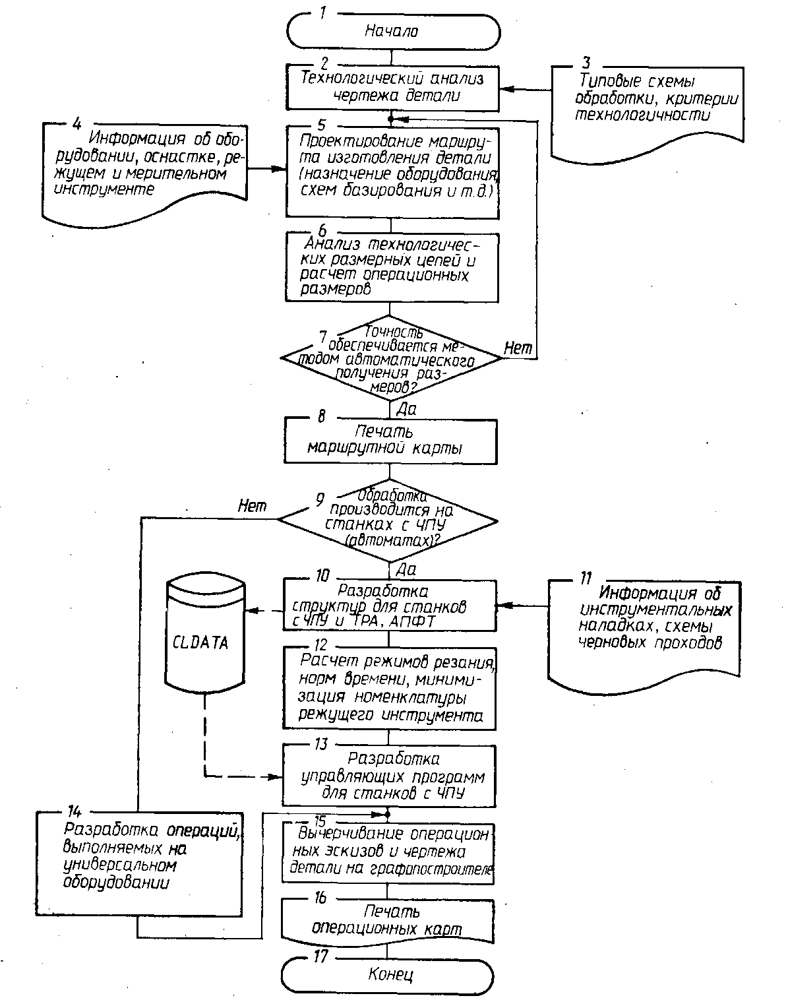 1
Начало
2
Технологический анализ
чертежа детали
3
Типовые схемы
обработки, критерии
технологичности
4
Информация об обо-
рудовании, оснастке, ре-
жущем и мерительном
инструменте
5
Проектирование маршру-
та изготовления детали
(назначение оборудования,
схем базирования и т.д.)
6
Анализ технологичес-
ких размерных цепей и
расчет операционных
размеров
7
Точность
обеспечивается ме-
тодом автоматического
получения раз-
меров?
Нет
Да
8
Печать
маршрутной карты
9
Обработка
производится на
станках с ЧПУ
(автоматах)?
Нет
Да
10
Разработка
структур для станков
с ЧПУ и ТРА, АПФТ
11
Информация об
инструментальных
наладках, схемы
черновых проходов
CLDATA
12
Расчет режимов резания,
норм времени, миними-
зация номенклатуры
режущего инструмента
13
Разработка
управляющих программ
для станков с ЧПУ
14
Разработка операций,
выполняемых на
универсальном
оборудовании
15
Вычерчивание операцион
ных эскизов и чертежа
детали на графопостроителе
16
Печать
операционных карт
17
Конец